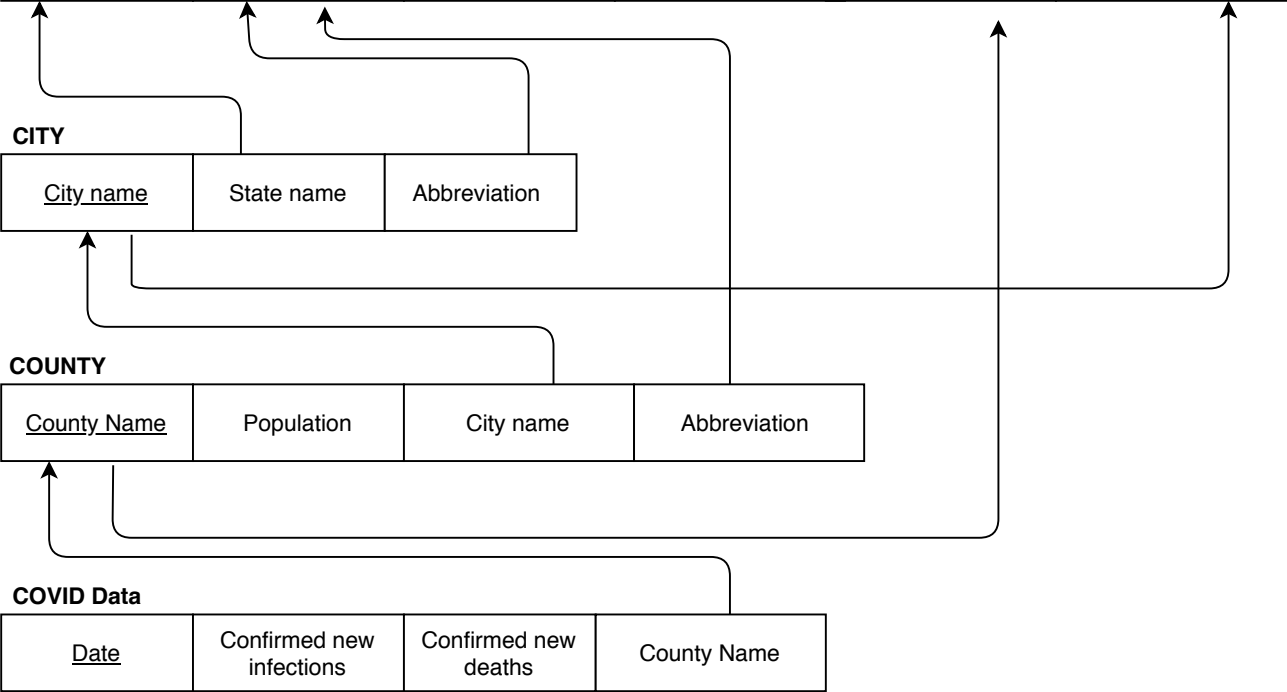 CITY
City name
State name
Abbreviation
COUNTY
County Name
Population
City name
Abbreviation
COVID Data
Date
Confirmed new
infections
Confirmed new
deaths
County Name